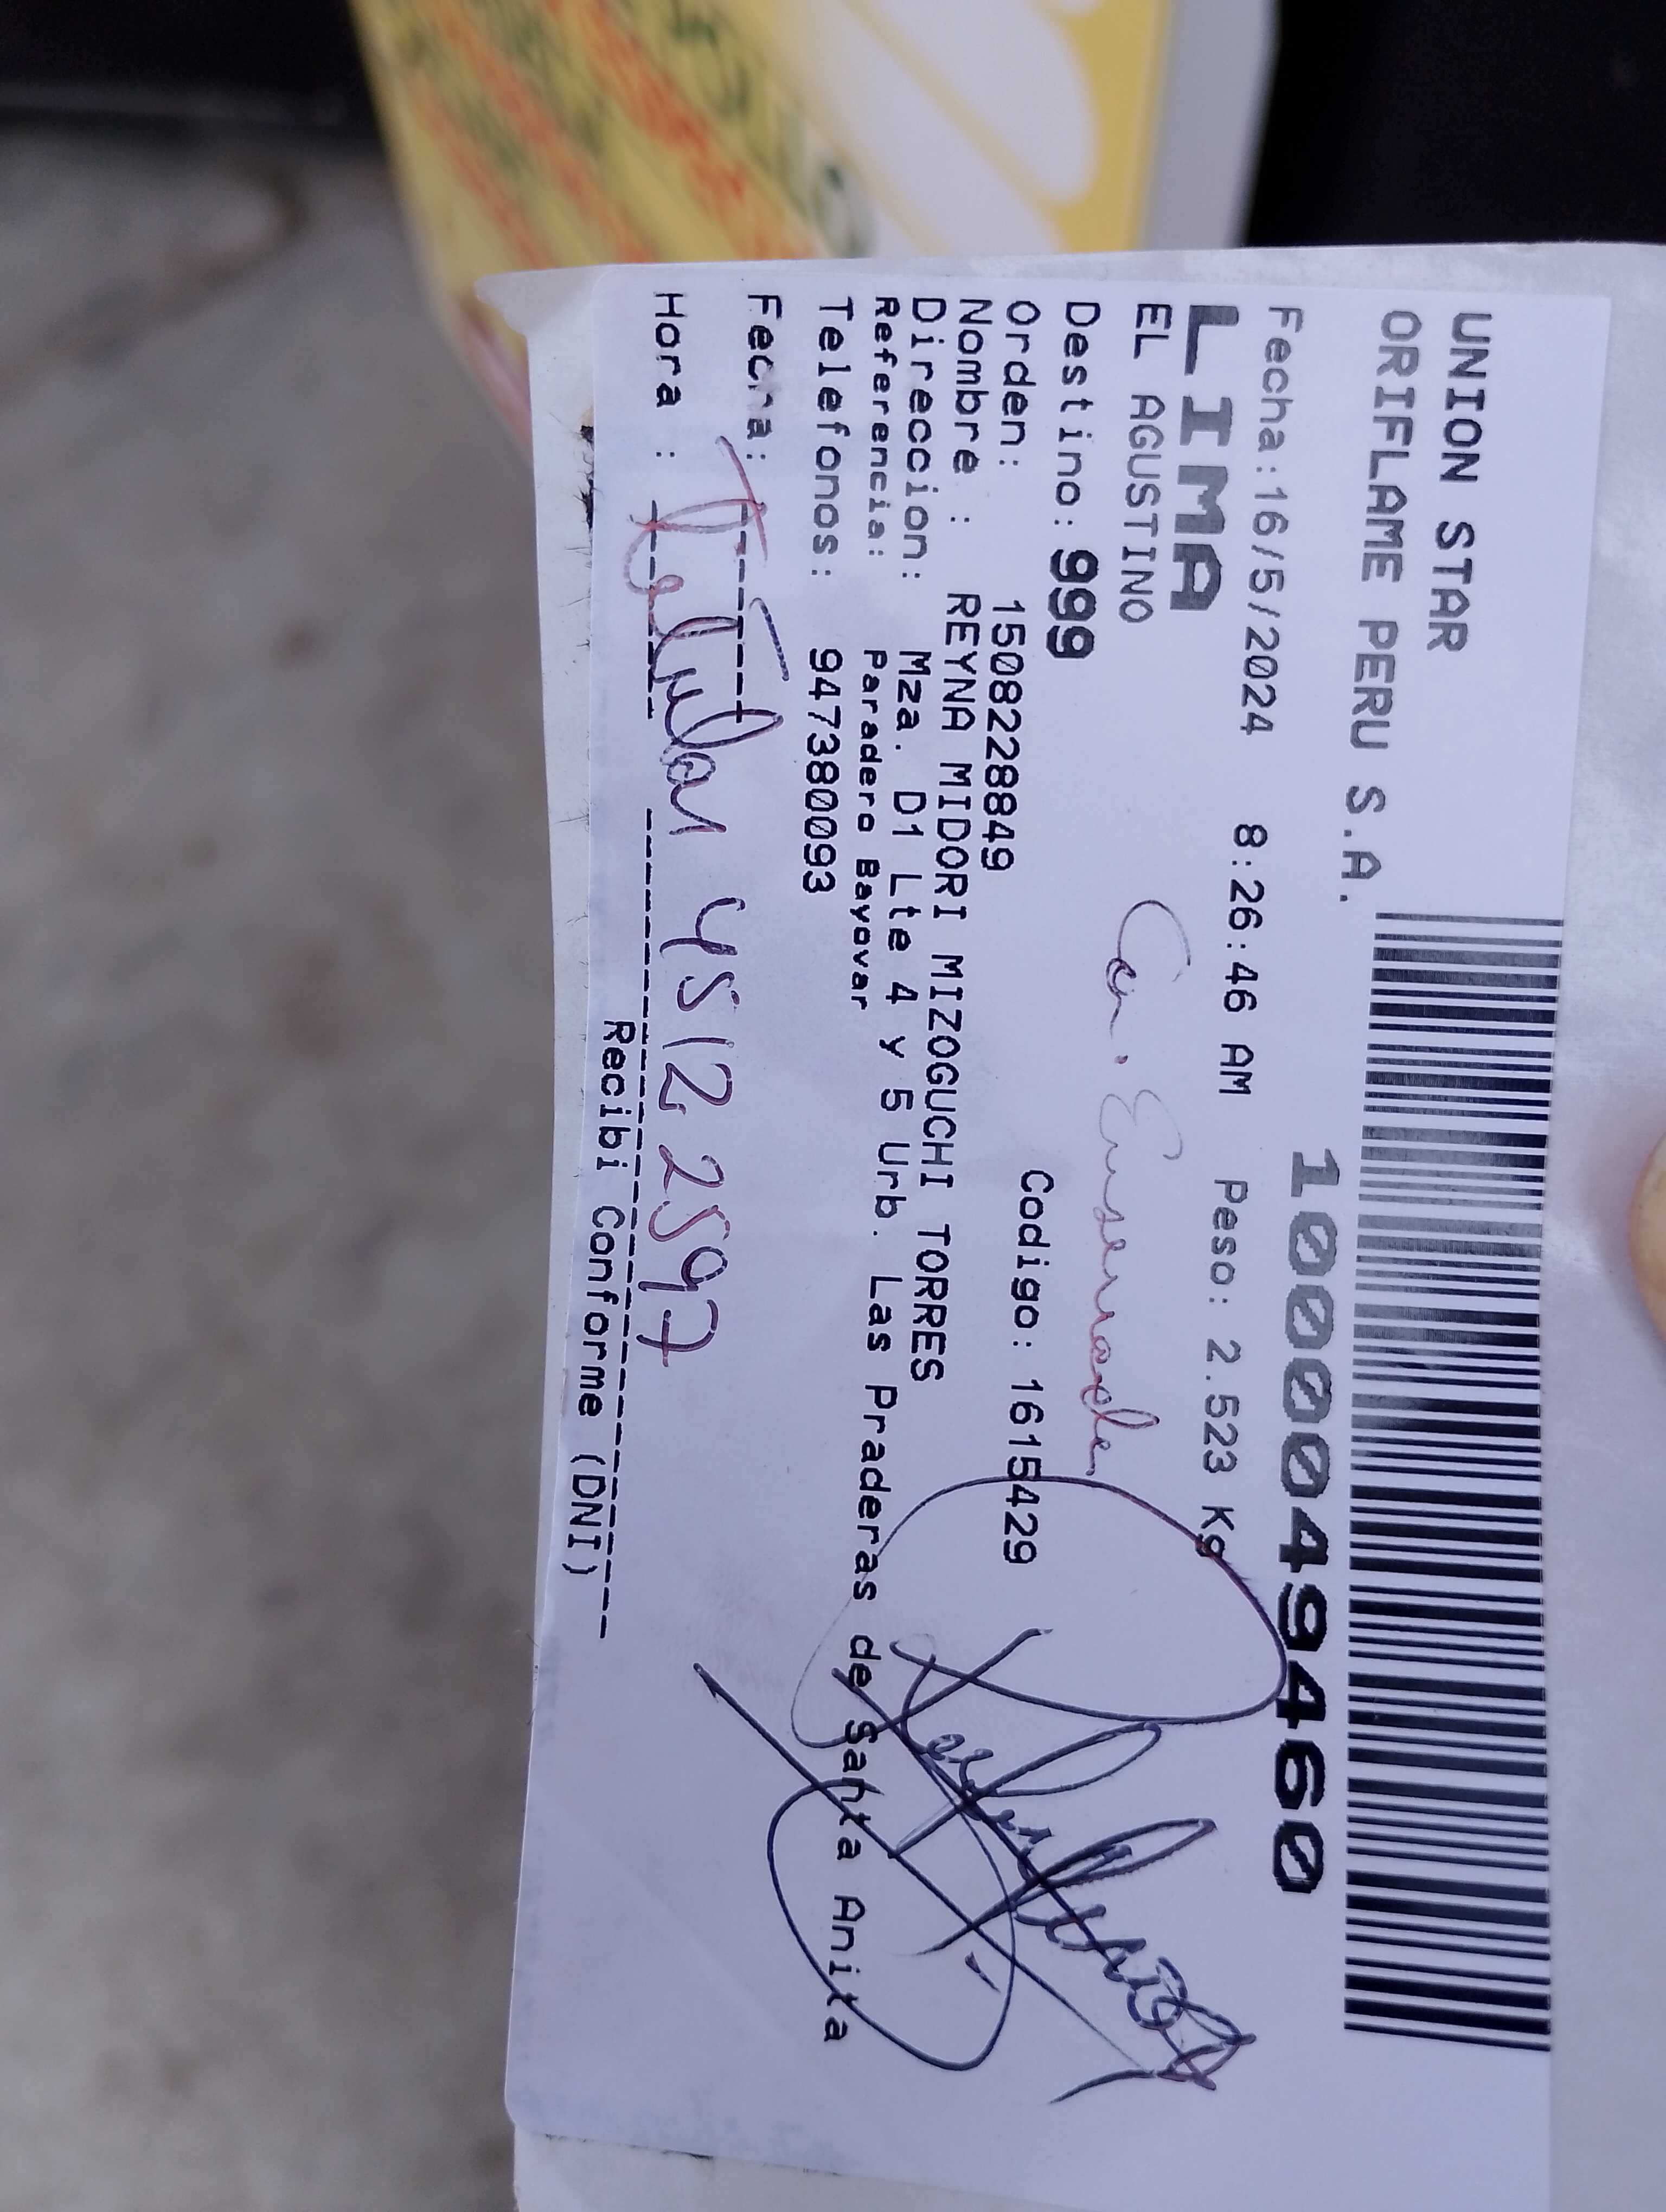 UNION STAR
ORIFLAME PERU S.A.
1000049460
Fecha:16/5/2024 8:26:46 AM Peso: 2.523 Kg
LIMA
EL AGUSTINO
Destino: 999 Codigo: 1615429
Orden: 1508228849
Nombre : REYNA MIDORI MIZOGUCHI TORRES
Direccion: Mza. D1 Lte 4 y 5 Urb. Las Praderas de Santa Anita
Referencia: Paradero Bayovar
Telefonos: 947380093
Fecha:
Hora : Titular 45122597
Recibi Conforme (DNI)